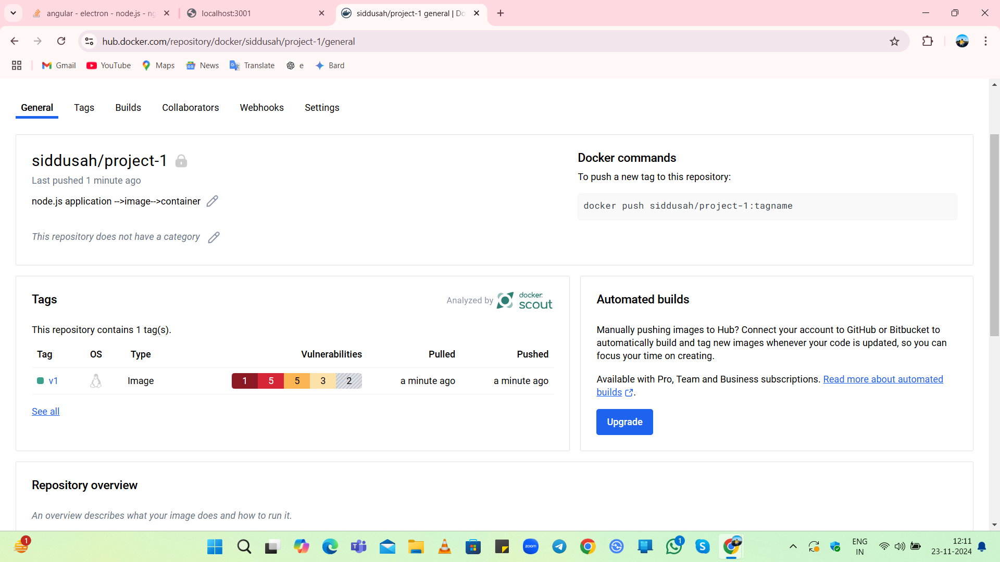 angular - electron - node.js - ng
localhost:3001
siddusah/project-1 general | Do
hub.docker.com/repository/docker/siddusah/project-1/general
Gmail
YouTube
Maps
News
Translate
e
Bard
General
Tags
Builds
Collaborators
Webhooks
Settings
siddusah/project-1
Last pushed 1 minute ago
node.js application -->image-->container
This repository does not have a category
Docker commands
To push a new tag to this repository:
docker push siddusah/project-1:tagname
Tags
Analyzed by
docker
scout
This repository contains 1 tag(s).
Tag OS Type Vulnerabilities Pulled Pushed
v1 Image 1 5 5 3 2 a minute ago a minute ago
See all
Automated builds
Manually pushing images to Hub? Connect your account to GitHub or Bitbucket to
automatically build and tag new images whenever your code is updated, so you can
focus your time on creating.
Available with Pro, Team and Business subscriptions. Read more about automated
builds.
Upgrade
Repository overview
An overview describes what your image does and how to run it.
1
zoom
1
ENG
IN
12:11
23-11-2024